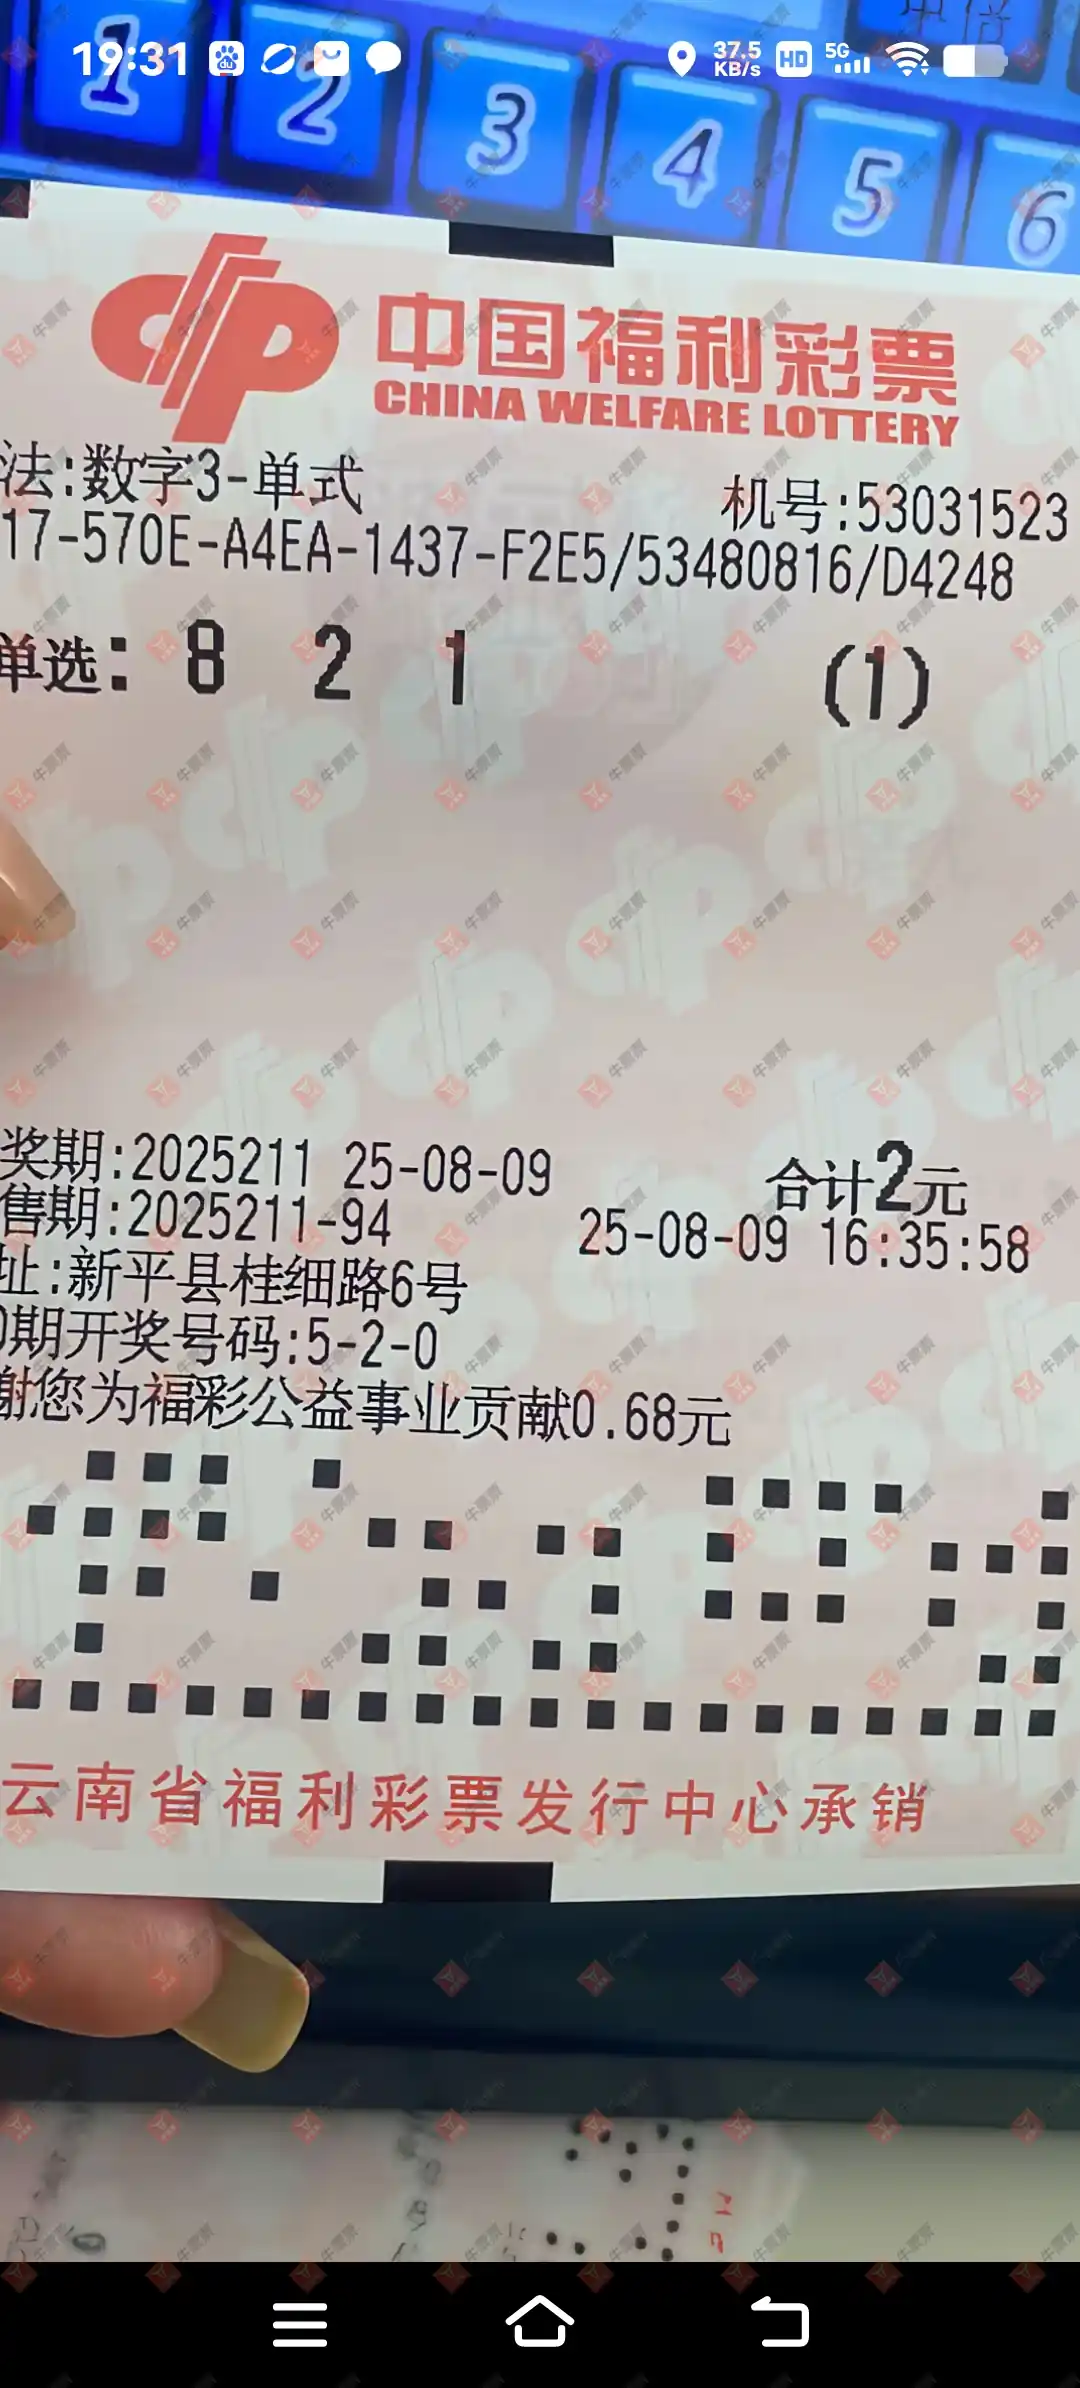 19:31 37.5 KB/s HD 5G
1 2 3 4 5 6
中国福利彩票
CHINA WELFARE LOTTERY
法:数字3-单式
机号:53031523
17-570E-A4EA-1437-F2E5/53480816/D4248
单选: 8 2 1 (1)
奖期:2025211 25-08-09 合计2元
售期:2025211-94 25-08-09 16:35:58
址:新平县桂细路6号
0期开奖号码:5-2-0
谢您为福彩公益事业贡献0.68元
云南省福利彩票发行中心承销
牛票票